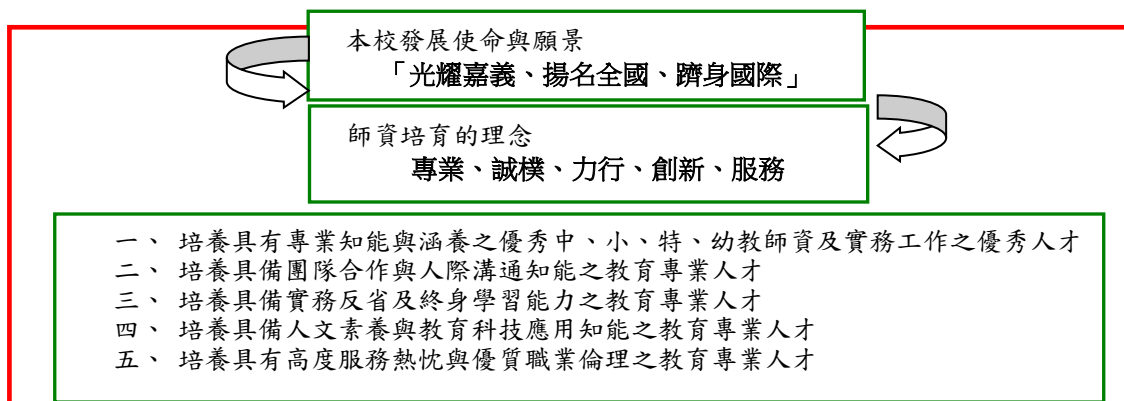 本校發展使命與願景
「光耀嘉義、揚名全國、躋身國際」
師資培育的理念
專業、誠樸、力行、創新、服務
一、 培養具有專業知能與涵養之優秀中、小、特、幼教師資及實務工作之優秀人才
二、 培養具備團隊合作與人際溝通知能之教育專業人才
三、 培養具備實務反省及終身學習能力之教育專業人才
四、 培養具備人文素養與教育科技應用知能之教育專業人才
五、 培養具有高度服務熱忱與優質職業倫理之教育專業人才